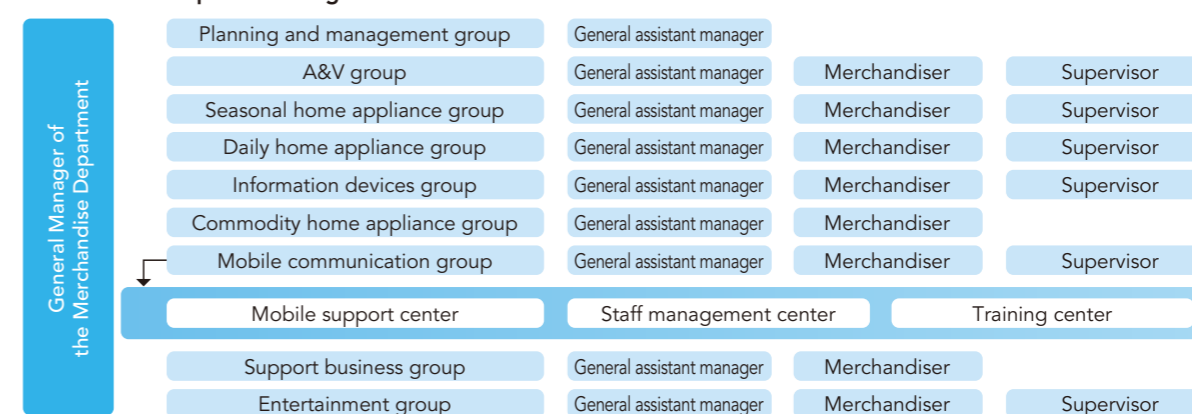 General Manager of
the Merchandise Department
Planning and management group General assistant manager
A&V group General assistant manager Merchandiser Supervisor
Seasonal home appliance group General assistant manager Merchandiser Supervisor
Daily home appliance group General assistant manager Merchandiser Supervisor
Information devices group General assistant manager Merchandiser Supervisor
Commodity home appliance group General assistant manager Merchandiser
Mobile communication group General assistant manager Merchandiser Supervisor
Mobile support center Staff management center Training center
Support business group General assistant manager Merchandiser
Entertainment group General assistant manager Merchandiser Supervisor